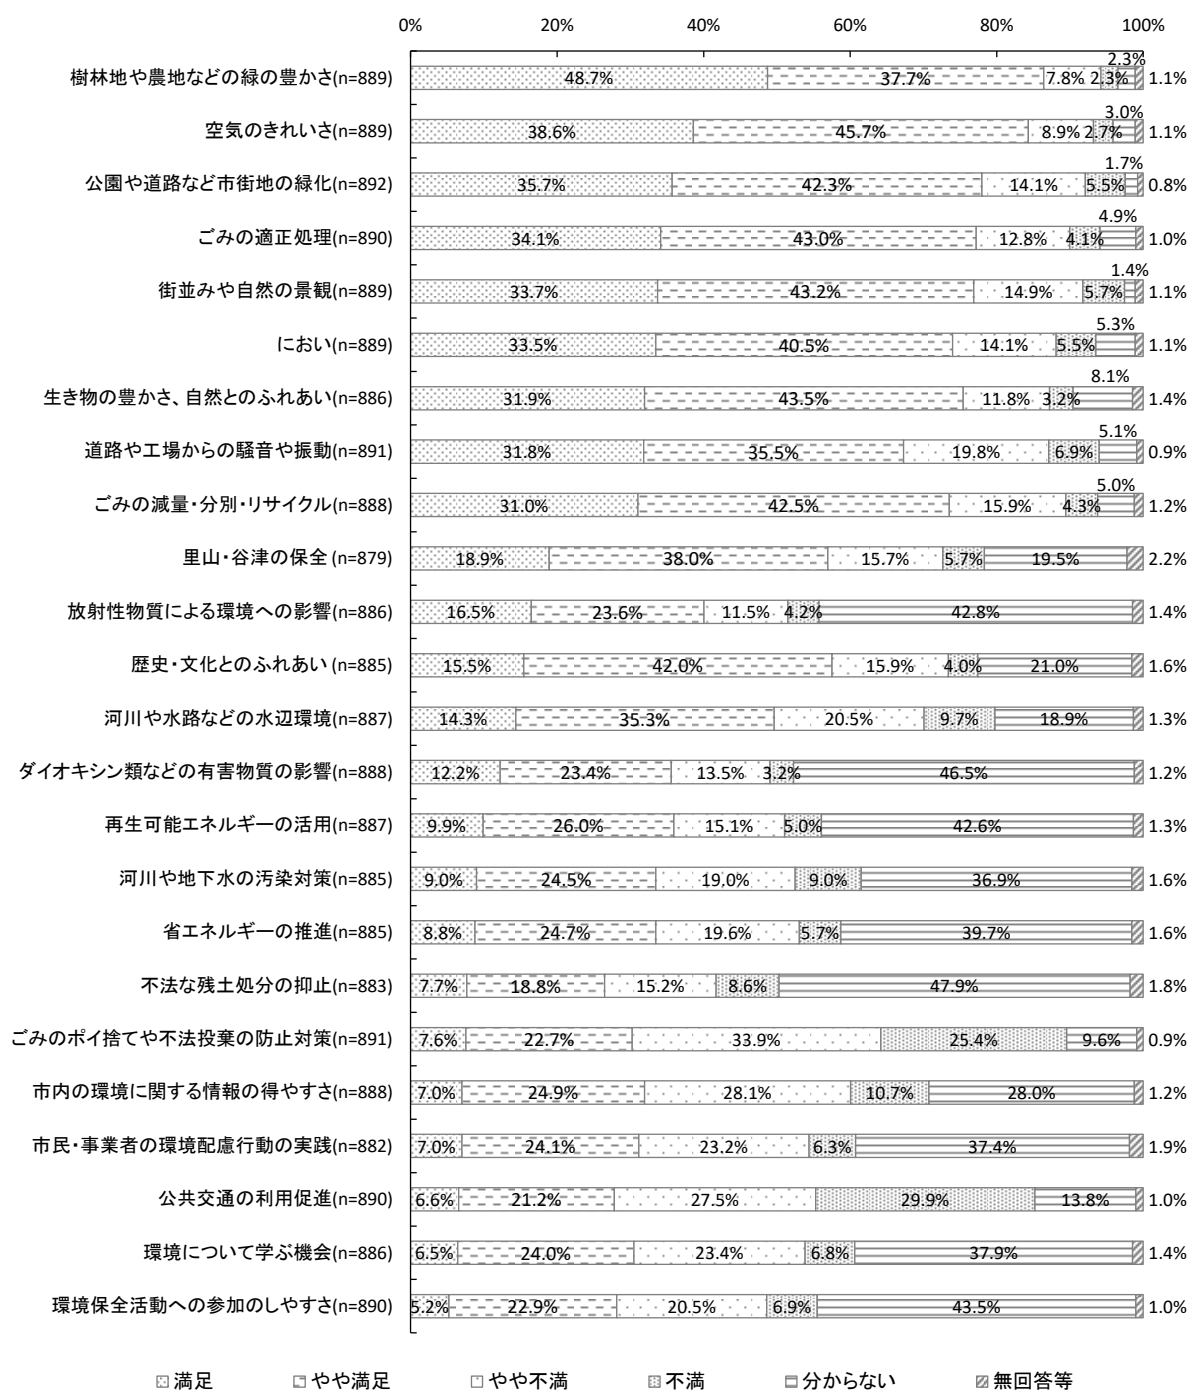 0% 20% 40% 60% 80% 100%
樹林地や農地などの緑の豊かさ(n=889) 48.7% 37.7% 7.8% 2.3% 2.3% 1.1%
空気のきれいさ(n=889) 38.6% 45.7% 8.9% 2.7% 3.0% 1.1%
公園や道路など市街地の緑化(n=892) 35.7% 42.3% 14.1% 5.5% 1.7% 0.8%
ごみの適正処理(n=890) 34.1% 43.0% 12.8% 4.1% 4.9% 1.0%
街並みや自然の景観(n=889) 33.7% 43.2% 14.9% 5.7% 1.4% 1.1%
におい(n=889) 33.5% 40.5% 14.1% 5.5% 5.3% 1.1%
生き物の豊かさ、自然とのふれあい(n=886) 31.9% 43.5% 11.8% 3.2% 8.1% 1.4%
道路や工場からの騒音や振動(n=891) 31.8% 35.5% 19.8% 6.9% 5.1% 0.9%
ごみの減量・分別・リサイクル(n=888) 31.0% 42.5% 15.9% 4.3% 5.0% 1.2%
里山・谷津の保全(n=879) 18.9% 38.0% 15.7% 5.7% 19.5% 2.2%
放射性物質による環境への影響(n=886) 16.5% 23.6% 11.5% 4.2% 42.8% 1.4%
歴史・文化とのふれあい(n=885) 15.5% 42.0% 15.9% 4.0% 21.0% 1.6%
河川や水路などの水辺環境(n=887) 14.3% 35.3% 20.5% 9.7% 18.9% 1.3%
ダイオキシン類などの有害物質の影響(n=888) 12.2% 23.4% 13.5% 3.2% 46.5% 1.2%
再生可能エネルギーの活用(n=887) 9.9% 26.0% 15.1% 5.0% 42.6% 1.3%
河川や地下水の汚染対策(n=885) 9.0% 24.5% 19.0% 9.0% 36.9% 1.6%
省エネルギーの推進(n=885) 8.8% 24.7% 19.6% 5.7% 39.7% 1.6%
不法な残土処分の抑止(n=883) 7.7% 18.8% 15.2% 8.6% 47.9% 1.8%
ごみのポイ捨てや不法投棄の防止対策(n=891) 7.6% 22.7% 33.9% 25.4% 9.6% 0.9%
市内の環境に関する情報の得やすさ(n=888) 7.0% 24.9% 28.1% 10.7% 28.0% 1.2%
市民・事業者の環境配慮行動の実践(n=882) 7.0% 24.1% 23.2% 6.3% 37.4% 1.9%
公共交通の利用促進(n=890) 6.6% 21.2% 27.5% 29.9% 13.8% 1.0%
環境について学ぶ機会(n=886) 6.5% 24.0% 23.4% 6.8% 37.9% 1.4%
環境保全活動への参加のしやすさ(n=890) 5.2% 22.9% 20.5% 6.9% 43.5% 1.0%
満足 やや満足 やや不満 不満 分からない 無回答等